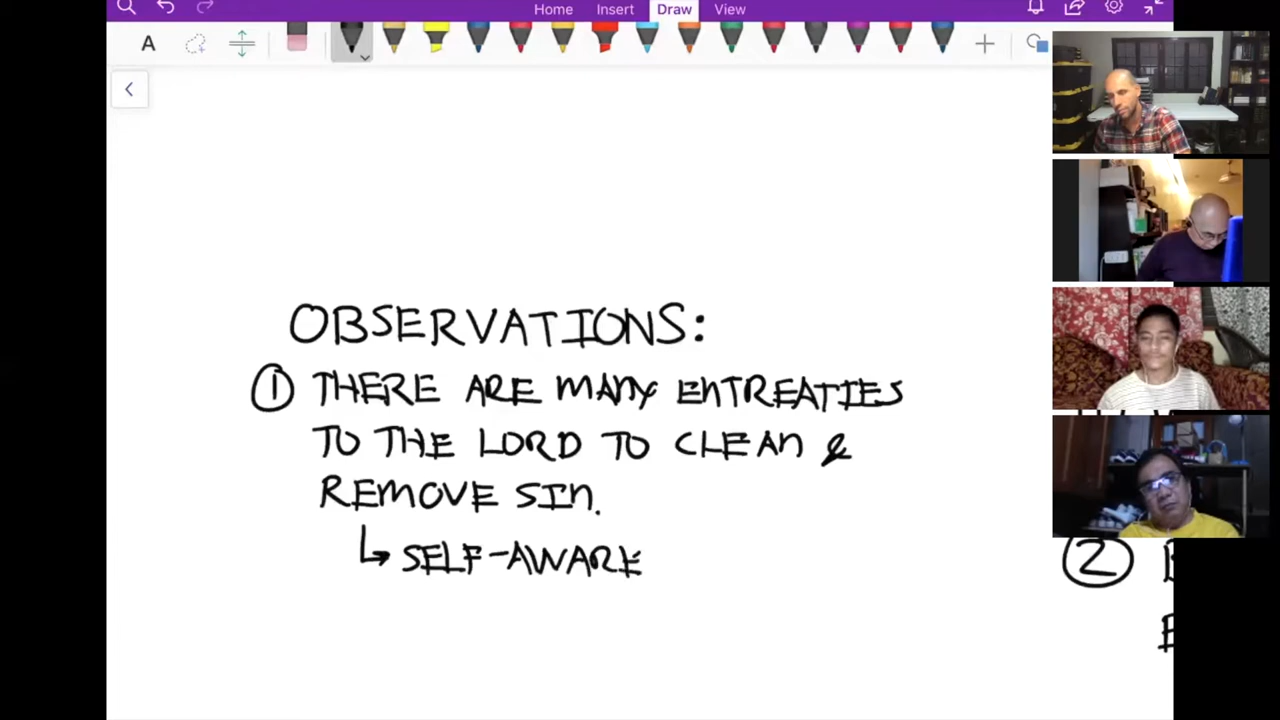 Home Insert Draw View
A
OBSERVATIONS:
① THERE ARE MANY ENTREATIES
TO THE LORD TO CLEAN &
REMOVE SIN.
↳ SELF-AWARE
②